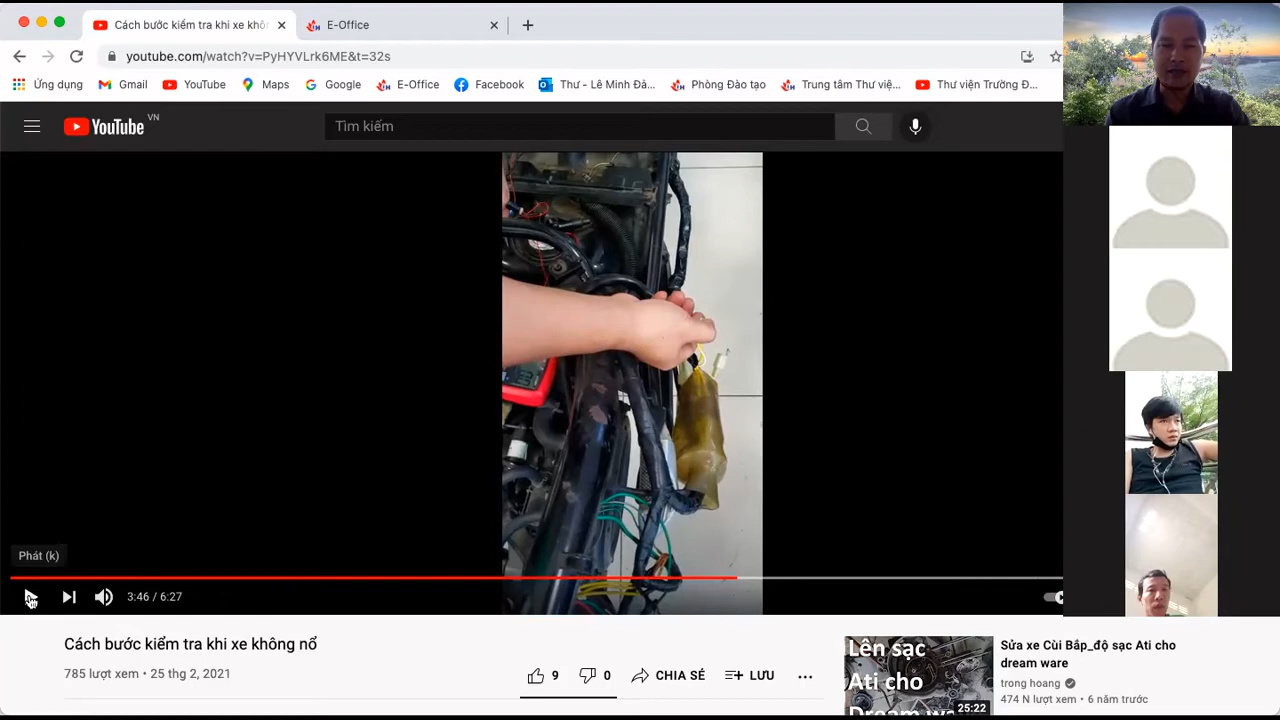 Cách bước kiểm tra khi xe khôn
E-Office
youtube.com/watch?v=PyHYVLrk6ME&t=32s
Ứng dụng
Gmail
YouTube
Maps
Google
E-Office
Facebook
Thư - Lê Minh Đà...
Phòng Đào tạo
Trung tâm Thư việ...
Thư viện Trường Đ...
YouTube VN
Tìm kiếm
Phát (k)
3:46 / 6:27
Cách bước kiểm tra khi xe không nổ
785 lượt xem • 25 thg 2, 2021
9
0
CHIA SẺ
LƯU
Lên sạc
Ati cho
Dream wa
25:22
Sửa xe Cùi Bắp_độ sạc Ati cho
dream ware
trong hoang
474 N lượt xem • 6 năm trước